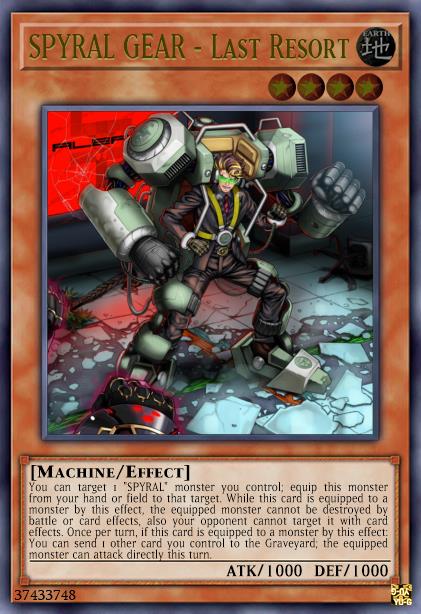 SPYRAL GEAR - Last Resort
EARTH
地
[Machine/Effect]
You can target 1 "SPYRAL" monster you control; equip this monster
from your hand or field to that target. While this card is equipped to a
monster by this effect, the equipped monster cannot be destroyed by
battle or card effects, also your opponent cannot target it with card
effects. Once per turn, if this card is equipped to a monster by this effect:
You can send 1 other card you control to the Graveyard; the equipped
monster can attack directly this turn.
ATK/1000 DEF/1000
37433748